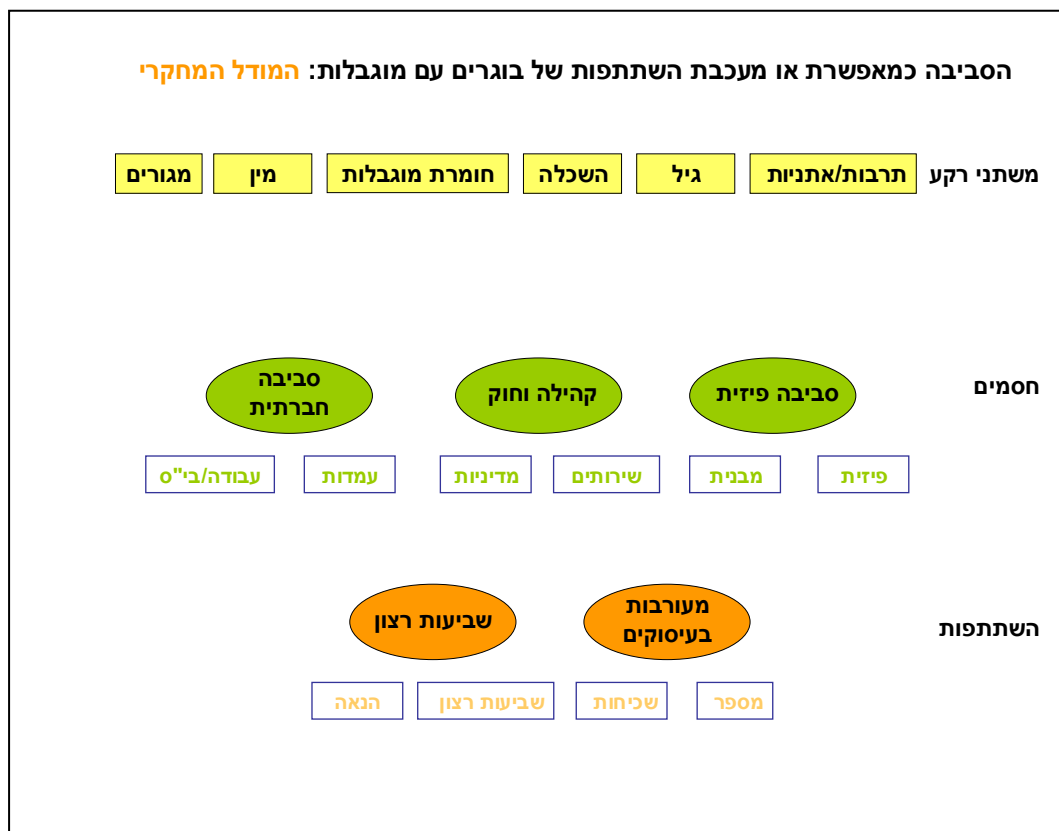 הסביבה כמאפשרת או מעכבת השתתפות של בוגרים עם מוגבלות: המודל המחקרי
משתני רקע
תרבות/אתניות
גיל
השכלה
חומרת מוגבלות
מין
מגורים
חסמים
סביבה פיזית
קהילה וחוק
סביבה
חברתית
פיזית
מבנית
שירותים
מדיניות
עמדות
עבודה/בי"ס
השתתפות
מעורבות
בעיסוקים
שביעות רצון
מספר
שכיחות
שביעות רצון
הנאה